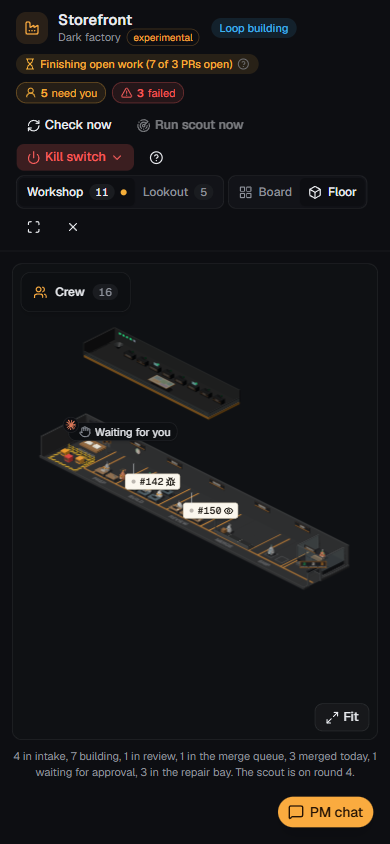 Storefront
Dark factory experimental
Loop building
Finishing open work (7 of 3 PRs open)
5 need you
3 failed
Check now
Run scout now
Kill switch
Workshop 11
Lookout 5
Board
Floor
Crew 16
Waiting for you
#142
#150
Fit
4 in intake, 7 building, 1 in review, 1 in the merge queue, 3 merged today, 1
waiting for approval, 3 in the repair bay. The scout is on round 4.
PM chat